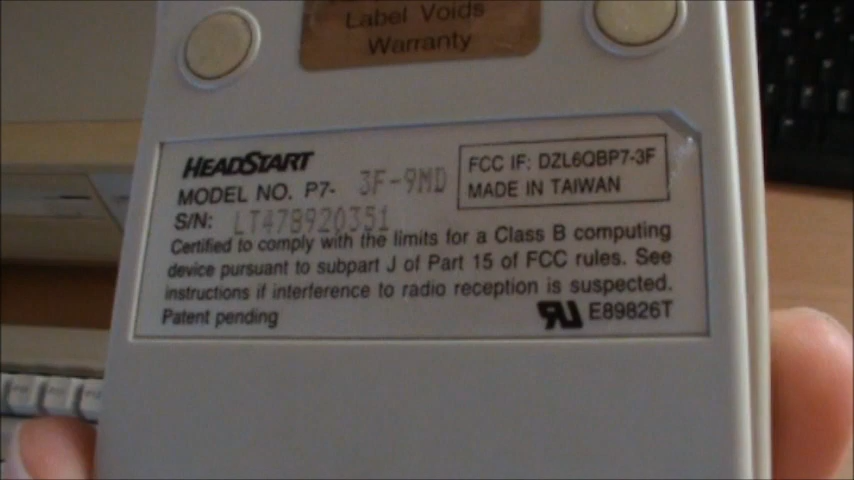 Label Voids
Warranty
HEADSTART
MODEL NO. P7- 3F-9MD
S/N: LT478920351
FCC IF: DZL6QBP7-3F
MADE IN TAIWAN
Certified to comply with the limits for a Class B computing
device pursuant to subpart J of Part 15 of FCC rules. See
instructions if interference to radio reception is suspected.
Patent pending
E89826T